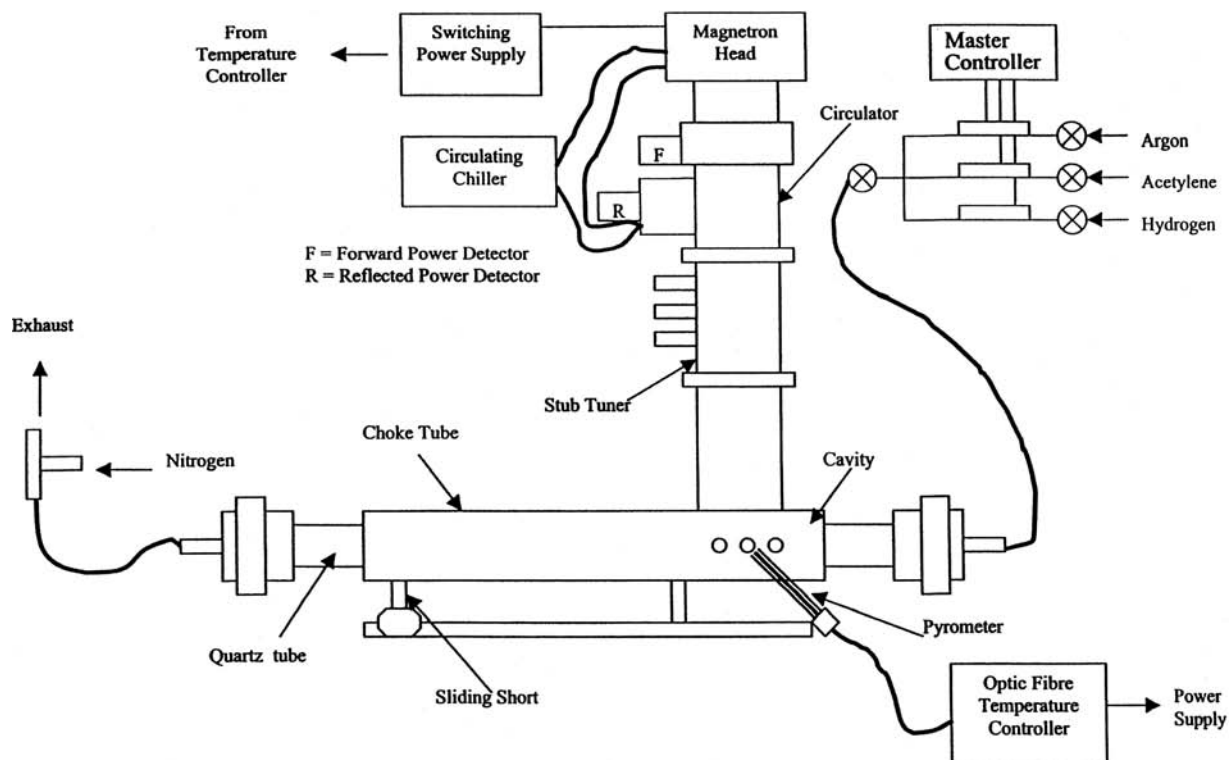 From
Temperature
Controller
Switching
Power Supply
Magnetron
Head
Master
Controller
Circulator
Circulating
Chiller
F
R
Argon
Acetylene
Hydrogen
F = Forward Power Detector
R = Reflected Power Detector
Exhaust
Stub Tuner
Choke Tube
Nitrogen
Cavity
Quartz tube
Sliding Short
Pyrometer
Optic Fibre
Temperature
Controller
Power
Supply